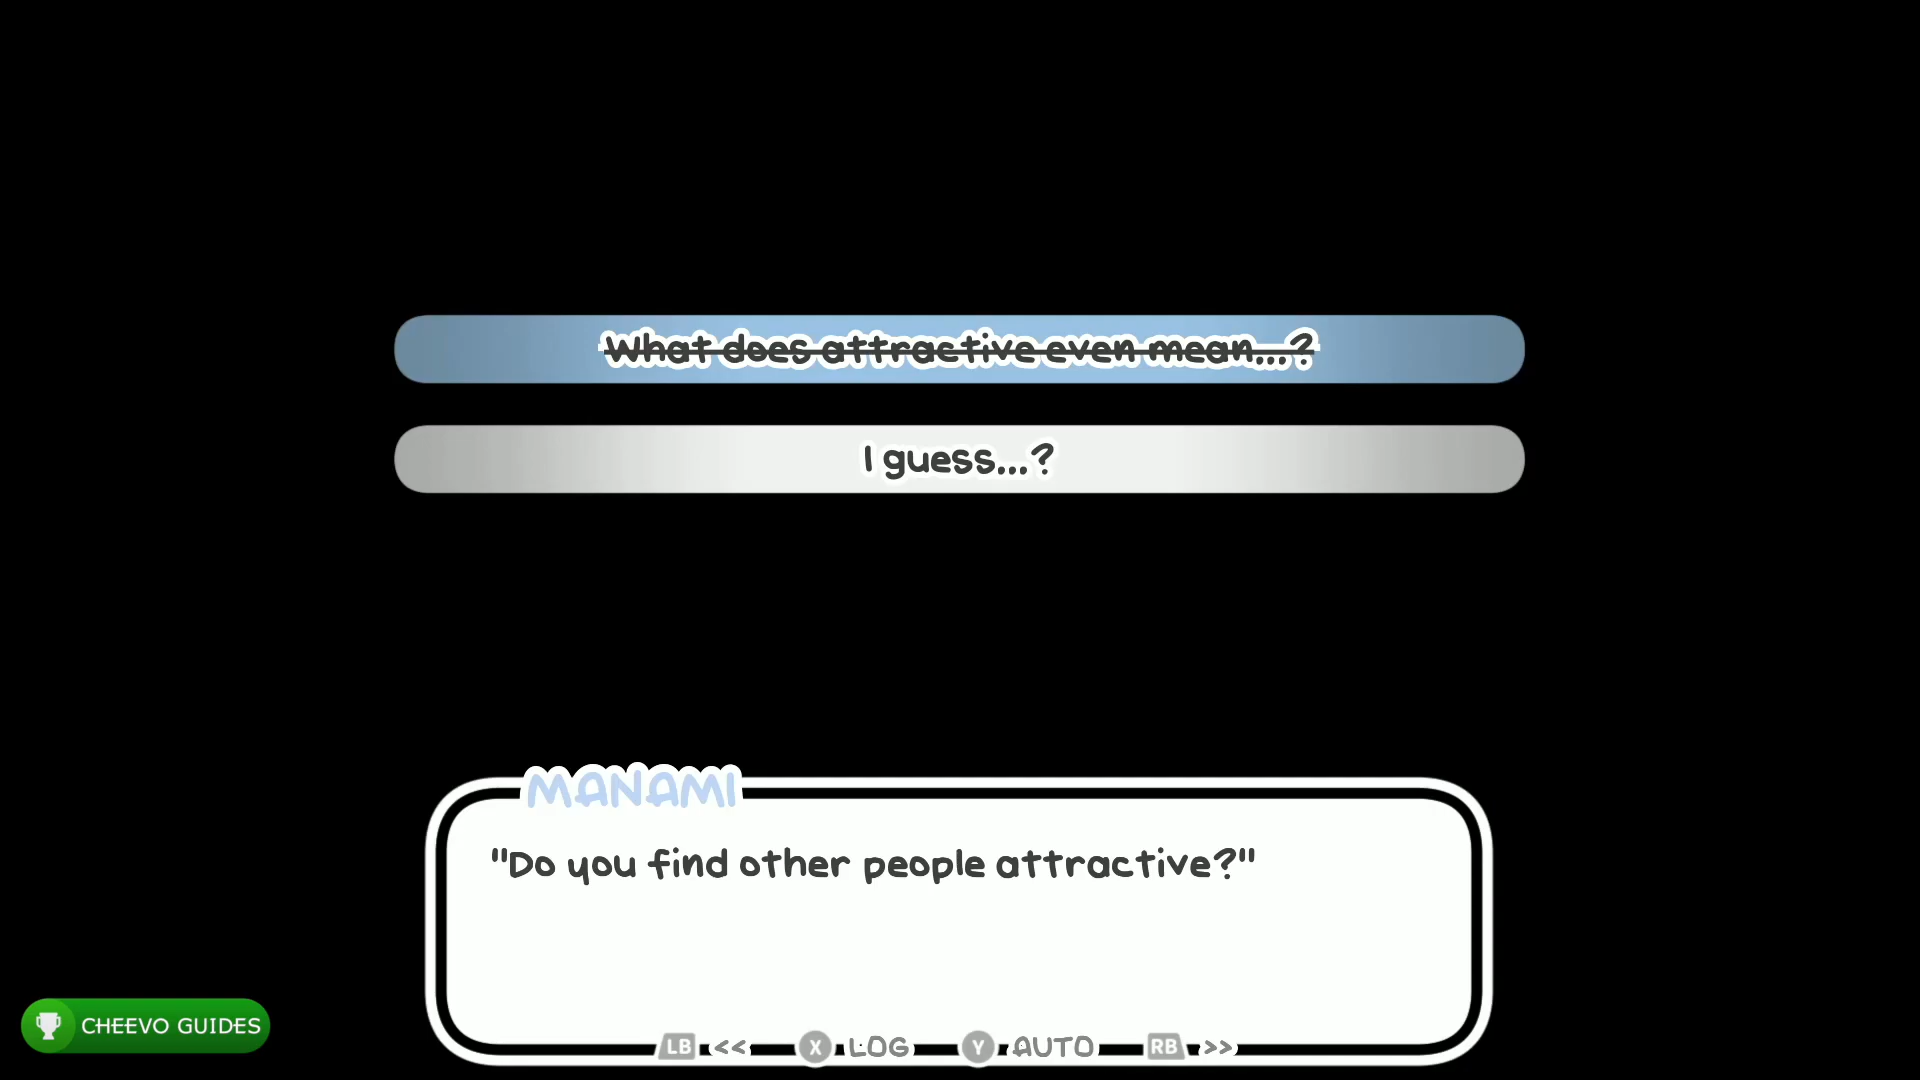 What does attractive even mean...?
I guess...?
MANAMI
"Do you find other people attractive?"
CHEEVO GUIDES
LB << X LOG Y AUTO RB >>